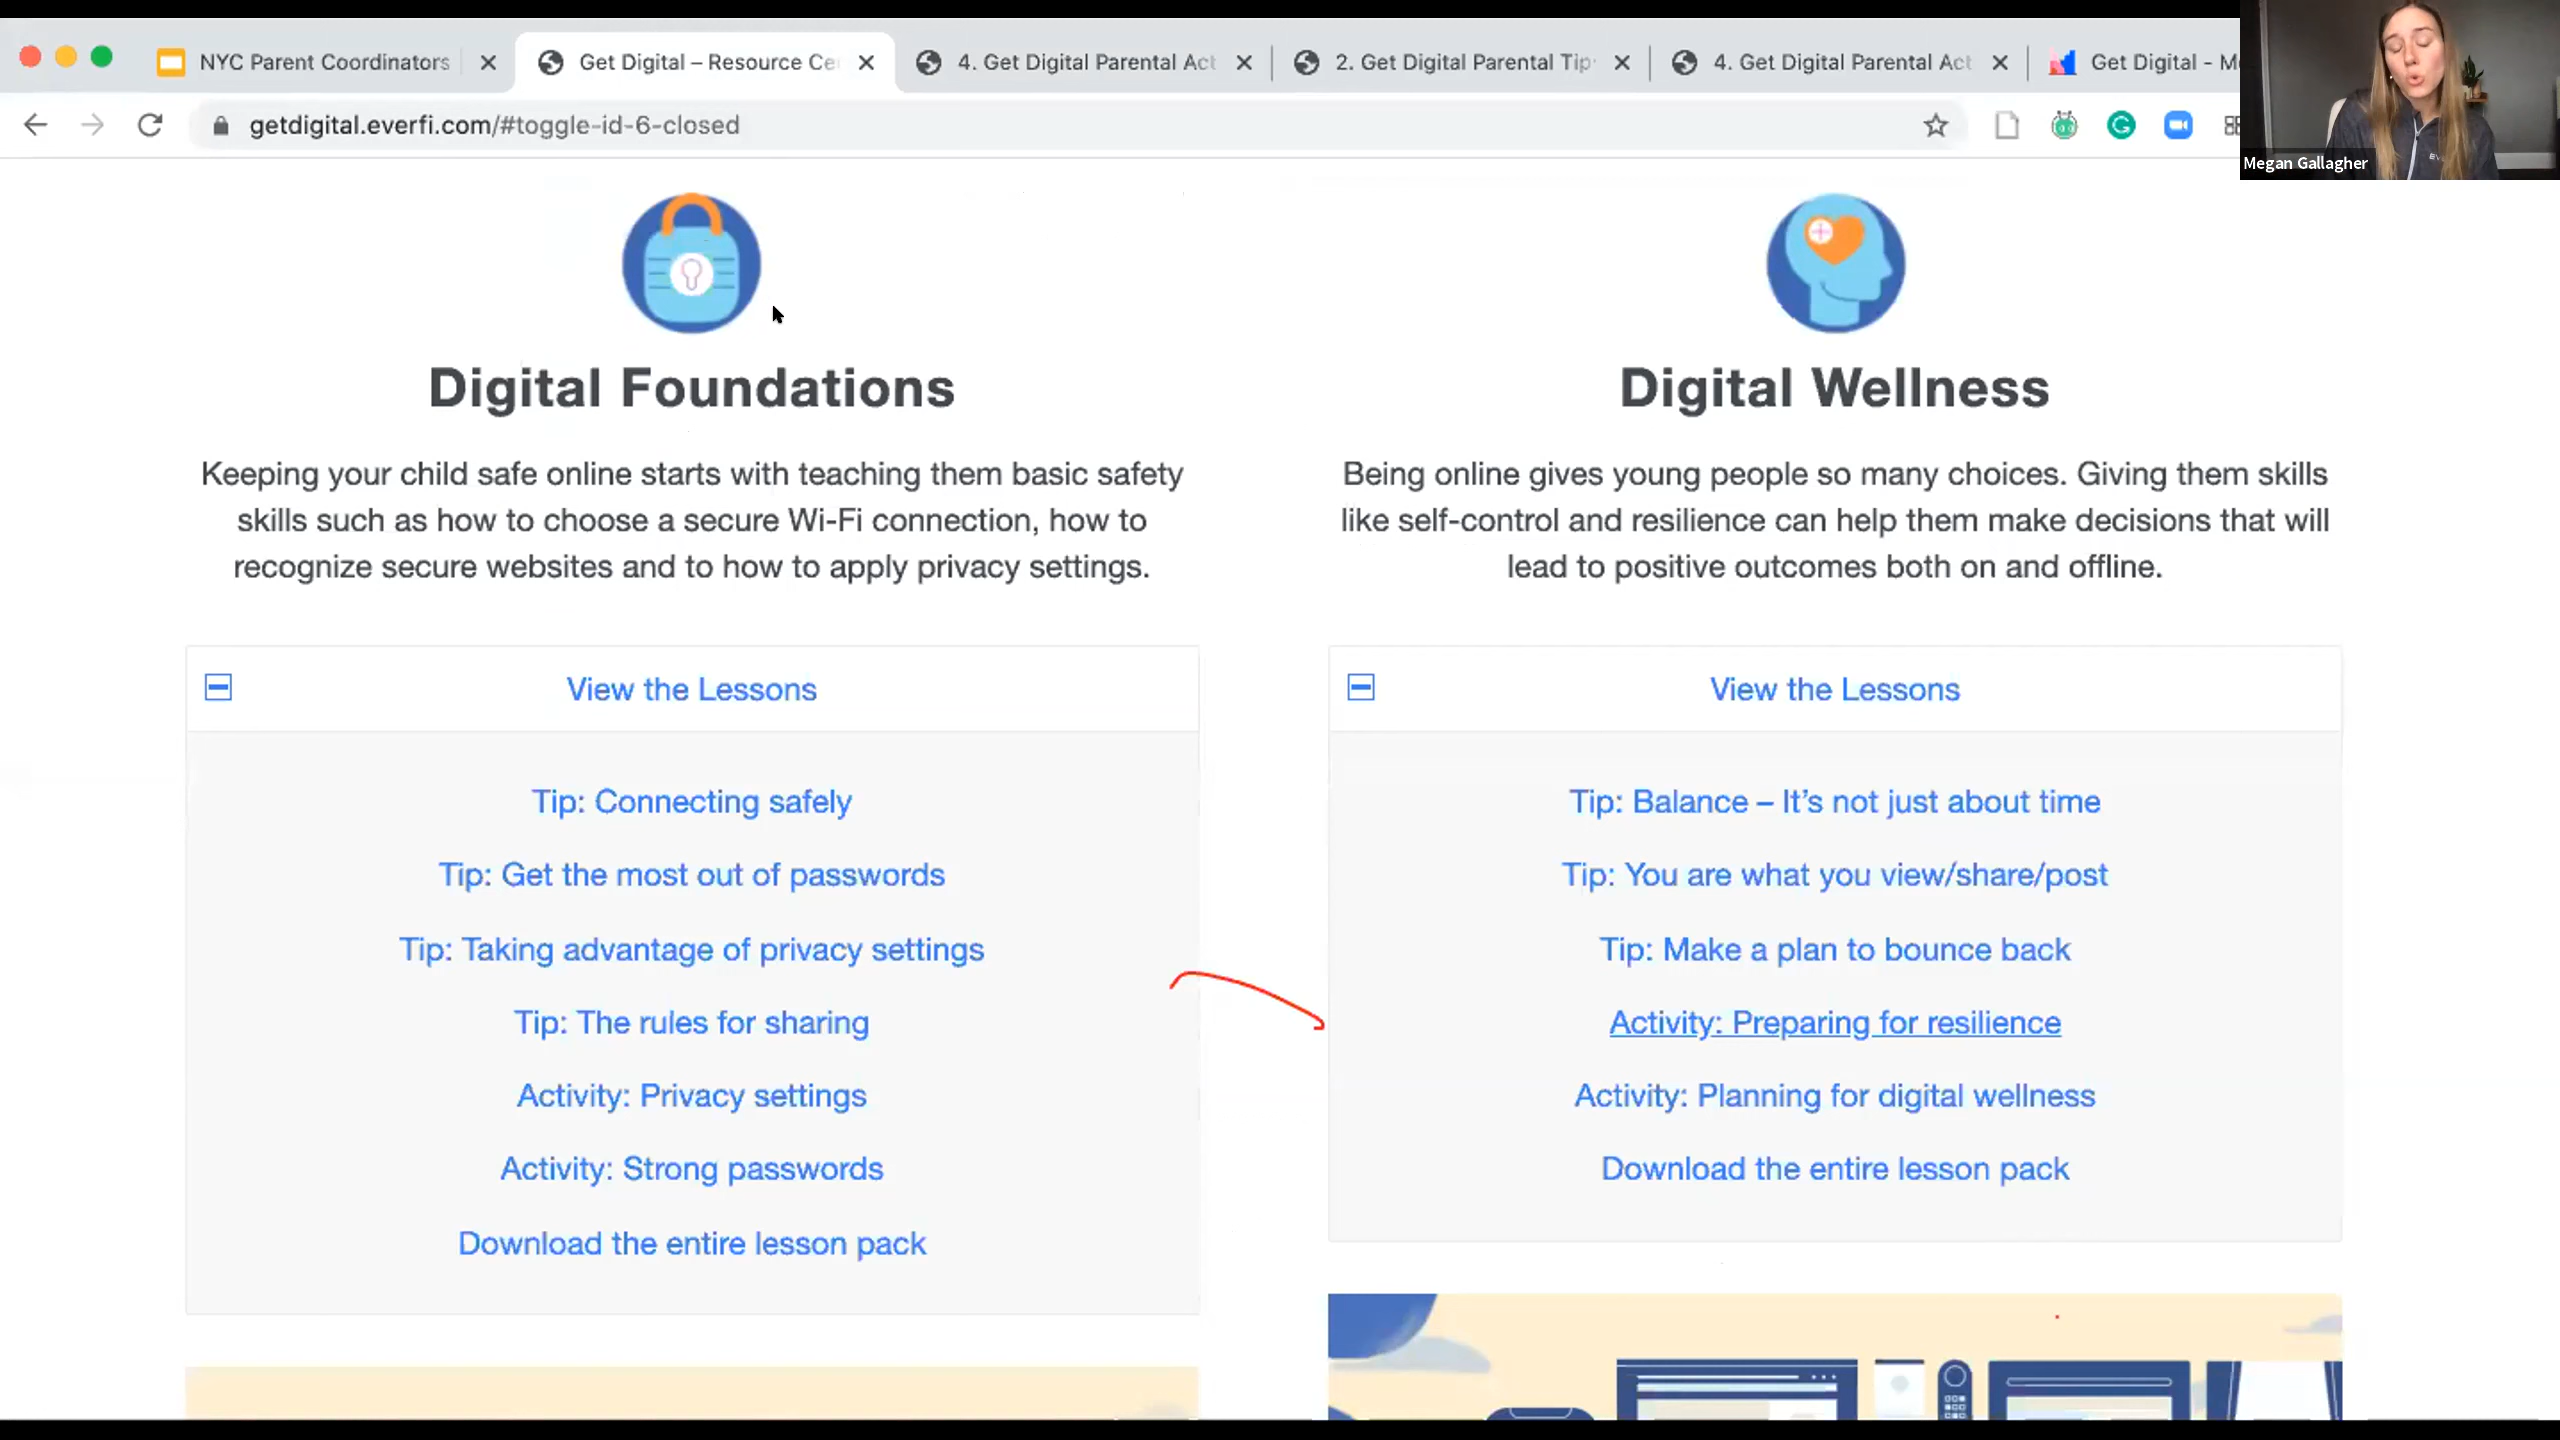 NYC Parent Coordinators
Get Digital – Resource Ce
4. Get Digital Parental Act
2. Get Digital Parental Tip
4. Get Digital Parental Act
Get Digital - M
getdigital.everfi.com/#toggle-id-6-closed
Megan Gallagher
Digital Foundations
Keeping your child safe online starts with teaching them basic safety
skills such as how to choose a secure Wi-Fi connection, how to
recognize secure websites and to how to apply privacy settings.
View the Lessons
Tip: Connecting safely
Tip: Get the most out of passwords
Tip: Taking advantage of privacy settings
Tip: The rules for sharing
Activity: Privacy settings
Activity: Strong passwords
Download the entire lesson pack
Digital Wellness
Being online gives young people so many choices. Giving them skills
like self-control and resilience can help them make decisions that will
lead to positive outcomes both on and offline.
View the Lessons
Tip: Balance – It’s not just about time
Tip: You are what you view/share/post
Tip: Make a plan to bounce back
Activity: Preparing for resilience
Activity: Planning for digital wellness
Download the entire lesson pack